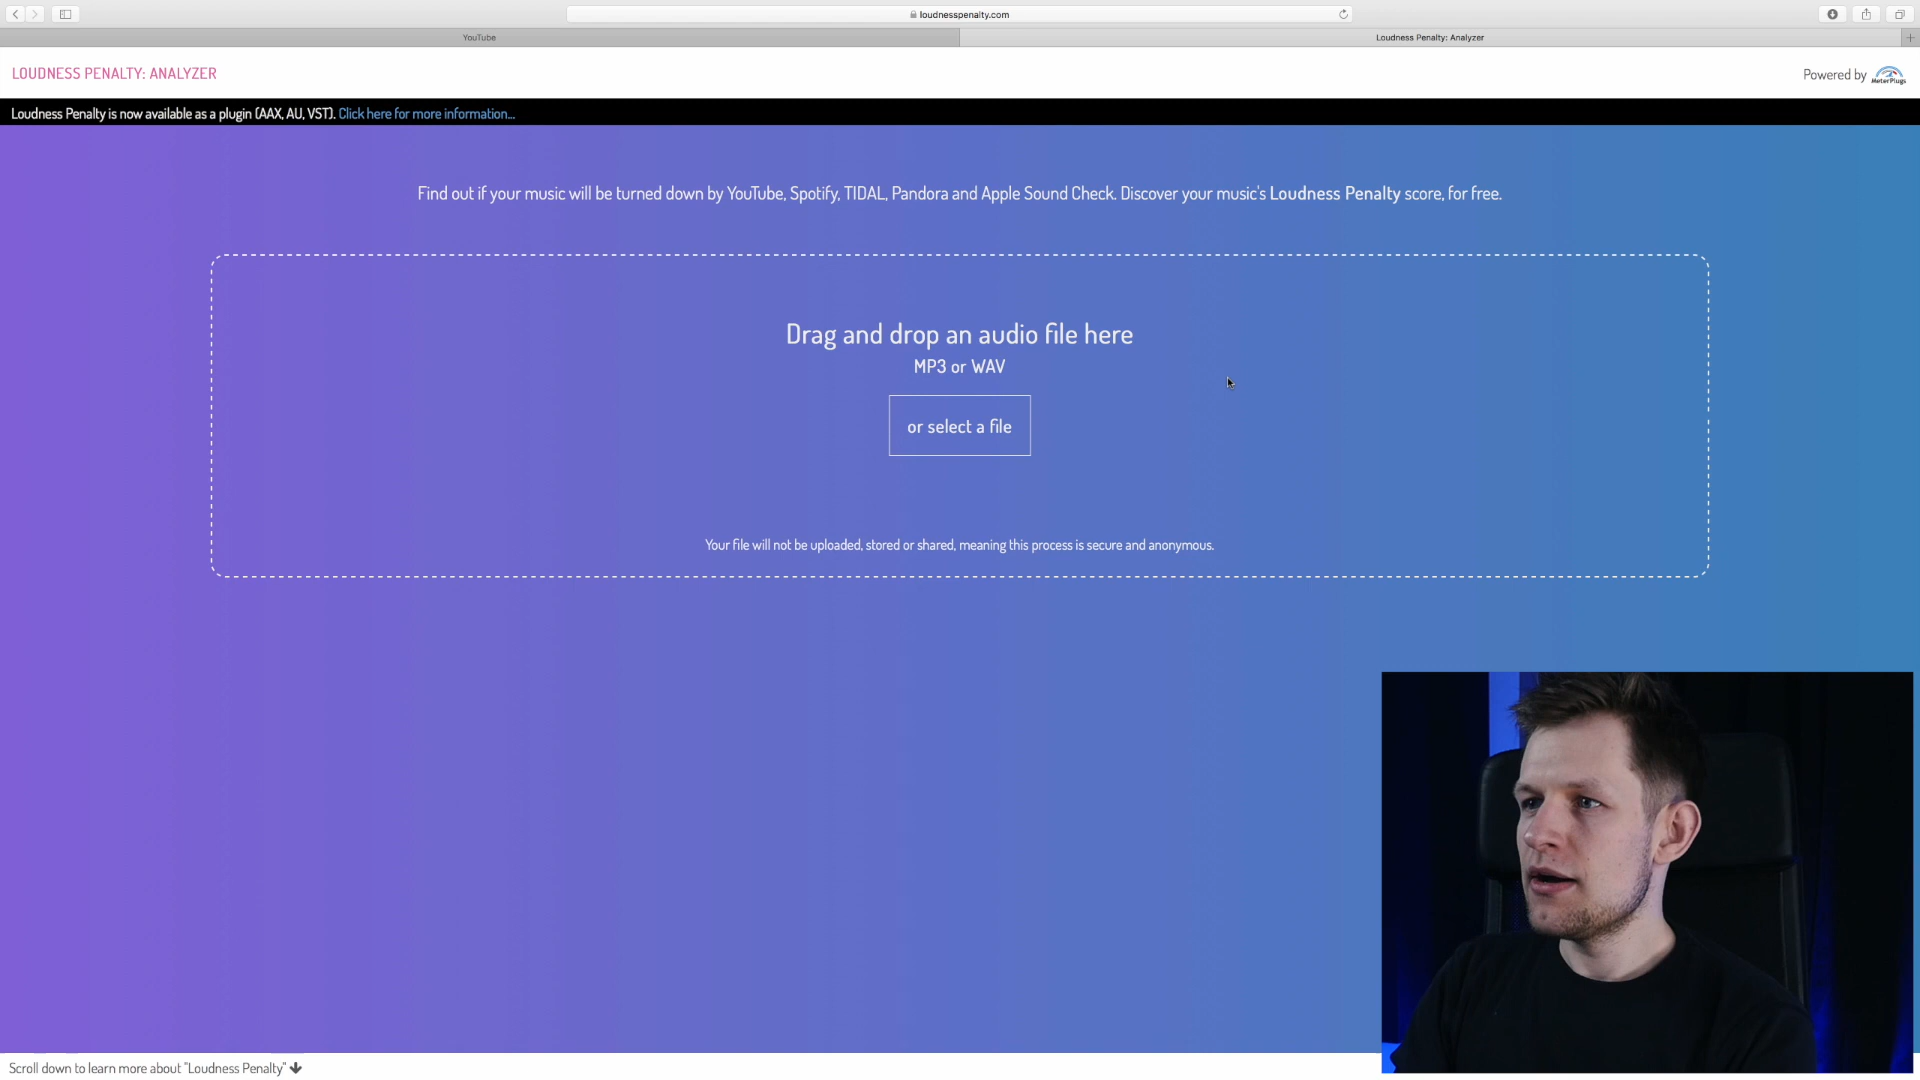 loudnesspenalty.com
YouTube
Loudness Penalty: Analyzer
LOUDNESS PENALTY: ANALYZER
Powered by MeterPlugs
Loudness Penalty is now available as a plugin (AAX, AU, VST). Click here for more information...
Find out if your music will be turned down by YouTube, Spotify, TIDAL, Pandora and Apple Sound Check. Discover your music's Loudness Penalty score, for free.
Drag and drop an audio file here
MP3 or WAV
or select a file
Your file will not be uploaded, stored or shared, meaning this process is secure and anonymous.
Scroll down to learn more about "Loudness Penalty"